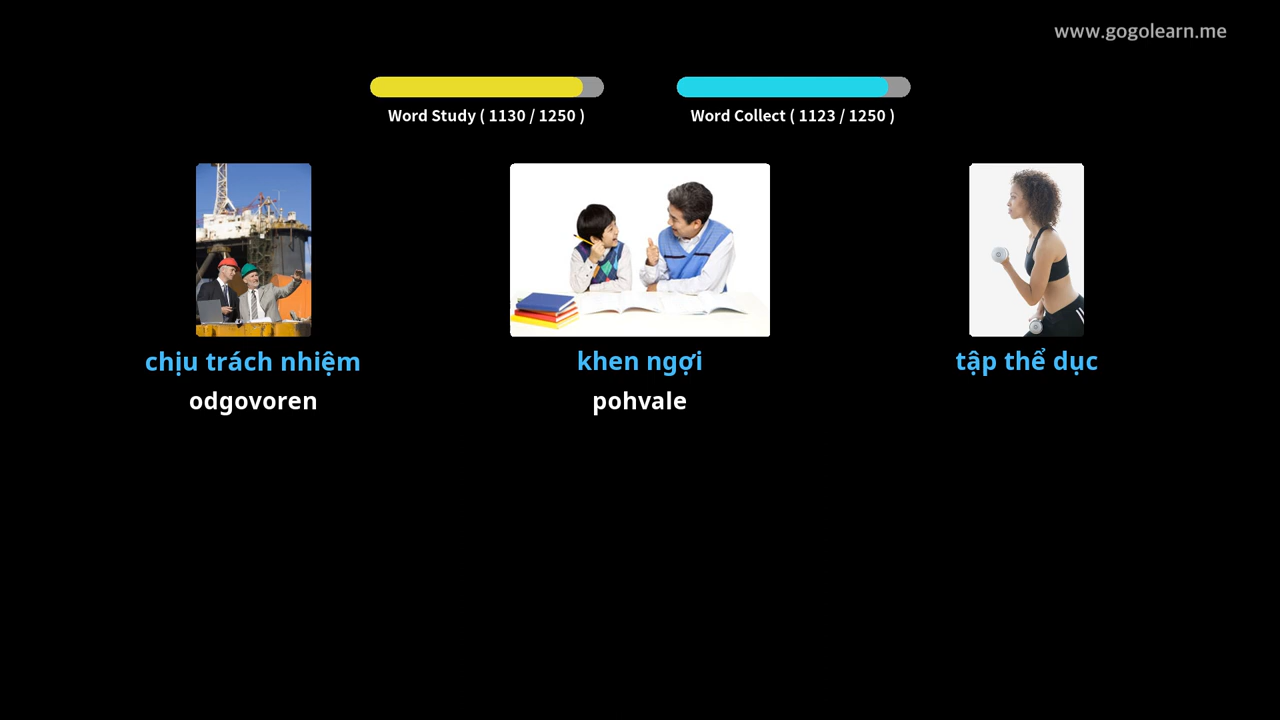 www.gogolearn.me
Word Study ( 1130 / 1250 )
Word Collect ( 1123 / 1250 )
chịu trách nhiệm
khen ngợi
tập thể dục
odgovoren
pohvale